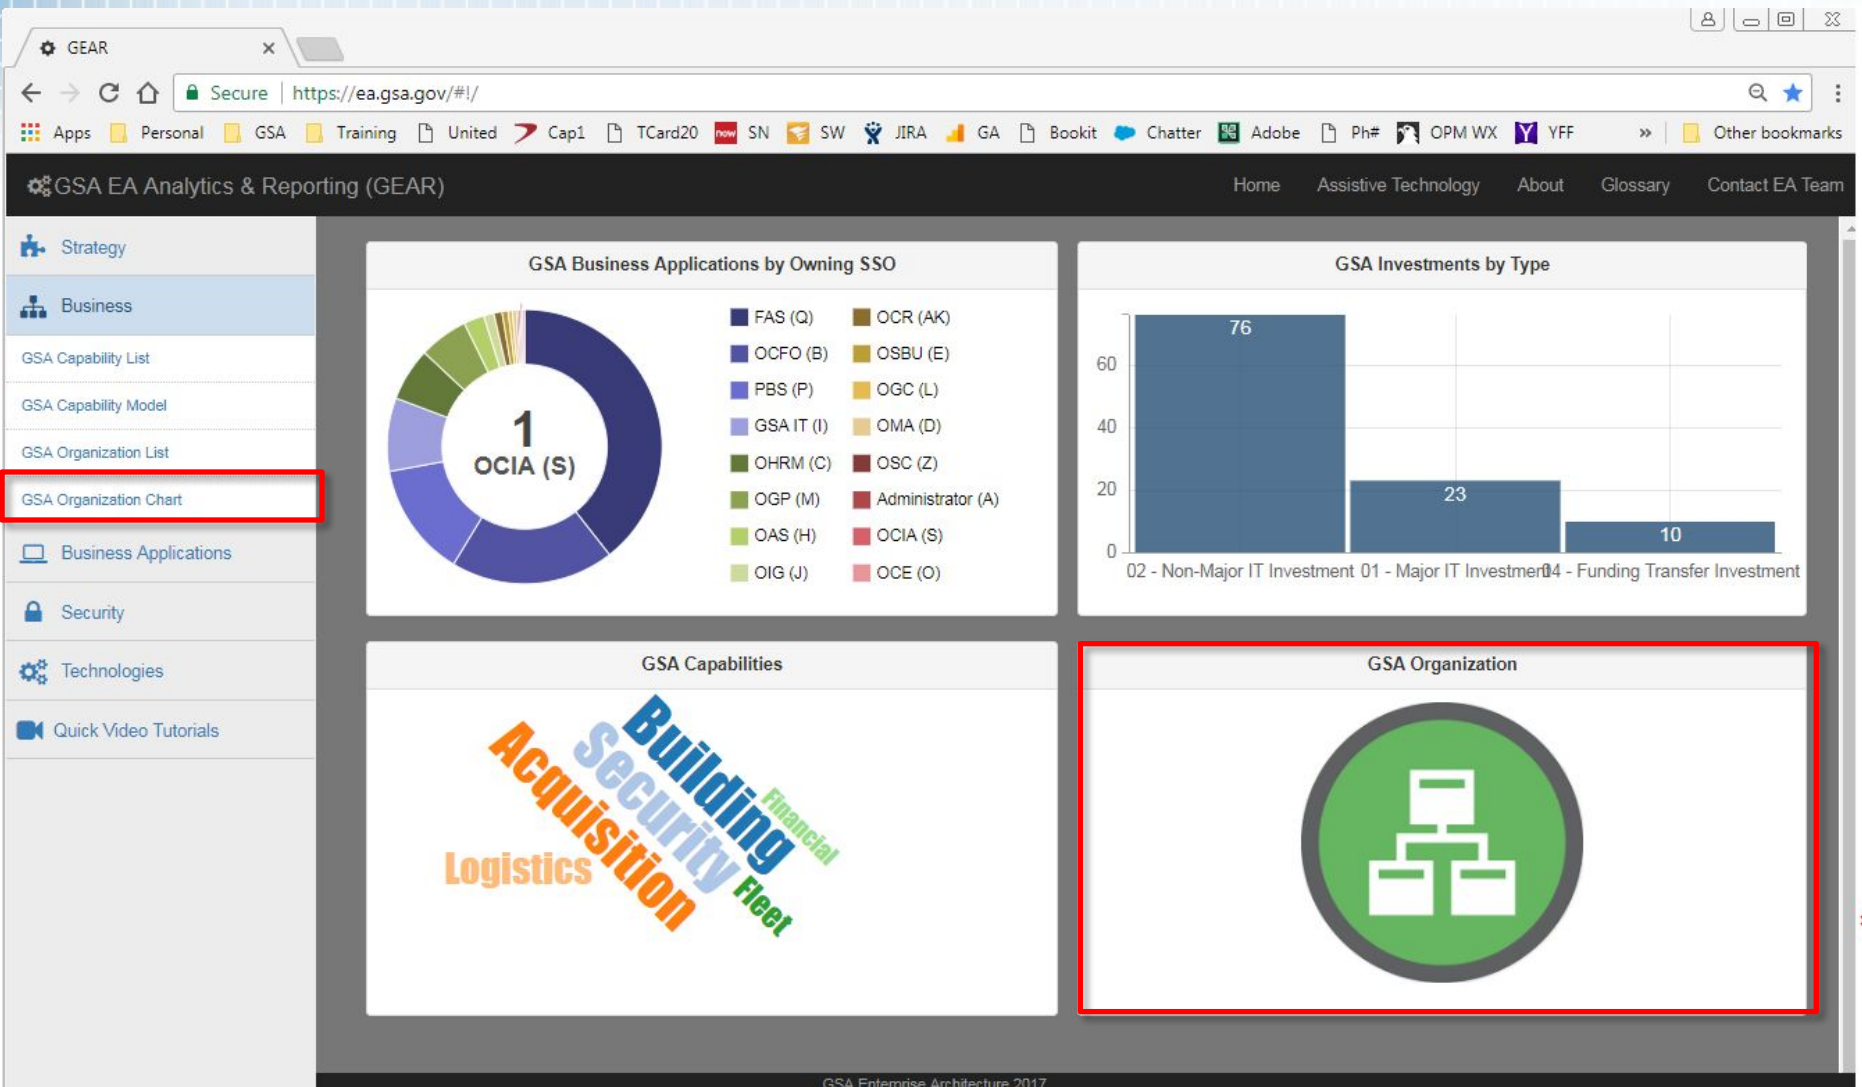 GEAR
Secure | https://ea.gsa.gov/#!/
Apps Personal GSA Training United Cap1 TCard20 now SN SW JIRA GA Bookit Chatter Adobe Ph# OPM WX Y YFF » Other bookmarks
GSA EA Analytics & Reporting (GEAR) Home Assistive Technology About Glossary Contact EA Team
Strategy
Business
GSA Capability List
GSA Capability Model
GSA Organization List
GSA Organization Chart
Business Applications
Security
Technologies
Quick Video Tutorials
GSA Business Applications by Owning SSO
1
OCIA (S)
FAS (Q) OCR (AK)
OCFO (B) OSBU (E)
PBS (P) OGC (L)
GSA IT (I) OMA (D)
OHRM (C) OSC (Z)
OGP (M) Administrator (A)
OAS (H) OCIA (S)
OIG (J) OCE (O)
GSA Investments by Type
76
60
40
20
23
10
0
02 - Non-Major IT Investment 01 - Major IT Investment 04 - Funding Transfer Investment
GSA Capabilities
Building
Security
Acquisition
Financial
Logistics
Fleet
GSA Organization
GSA Enterprise Architecture 2017